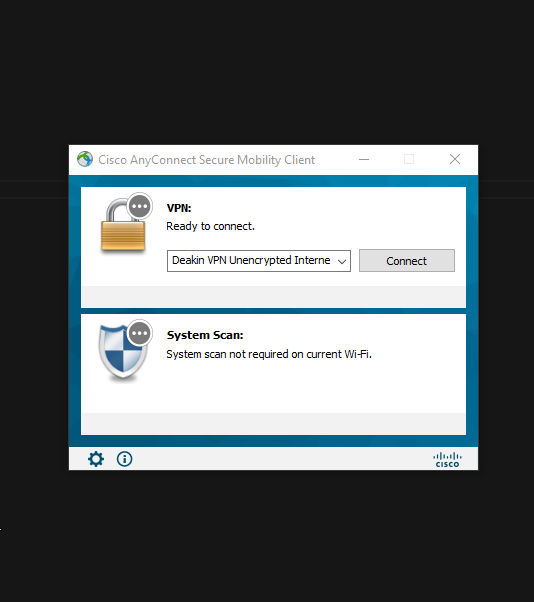 Cisco AnyConnect Secure Mobility Client
VPN:
Ready to connect.
Deakin VPN Unencrypted Interne
Connect
System Scan:
System scan not required on current Wi-Fi.
CISCO